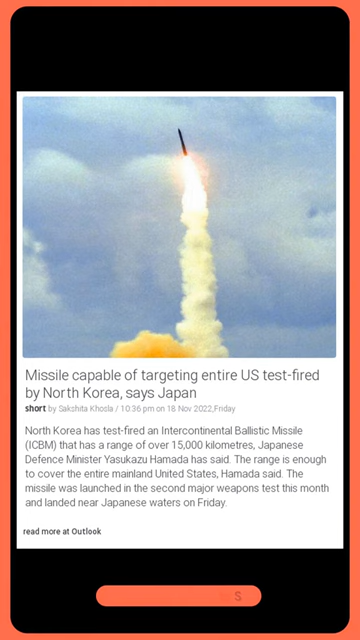 Missile capable of targeting entire US test-fired
by North Korea, says Japan
short by Sakshita Khosla / 10:36 pm on 18 Nov 2022,Friday
North Korea has test-fired an Intercontinental Ballistic Missile
(ICBM) that has a range of over 15,000 kilometres, Japanese
Defence Minister Yasukazu Hamada has said. The range is enough
to cover the entire mainland United States, Hamada said. The
missile was launched in the second major weapons test this month
and landed near Japanese waters on Friday.
read more at Outlook
S